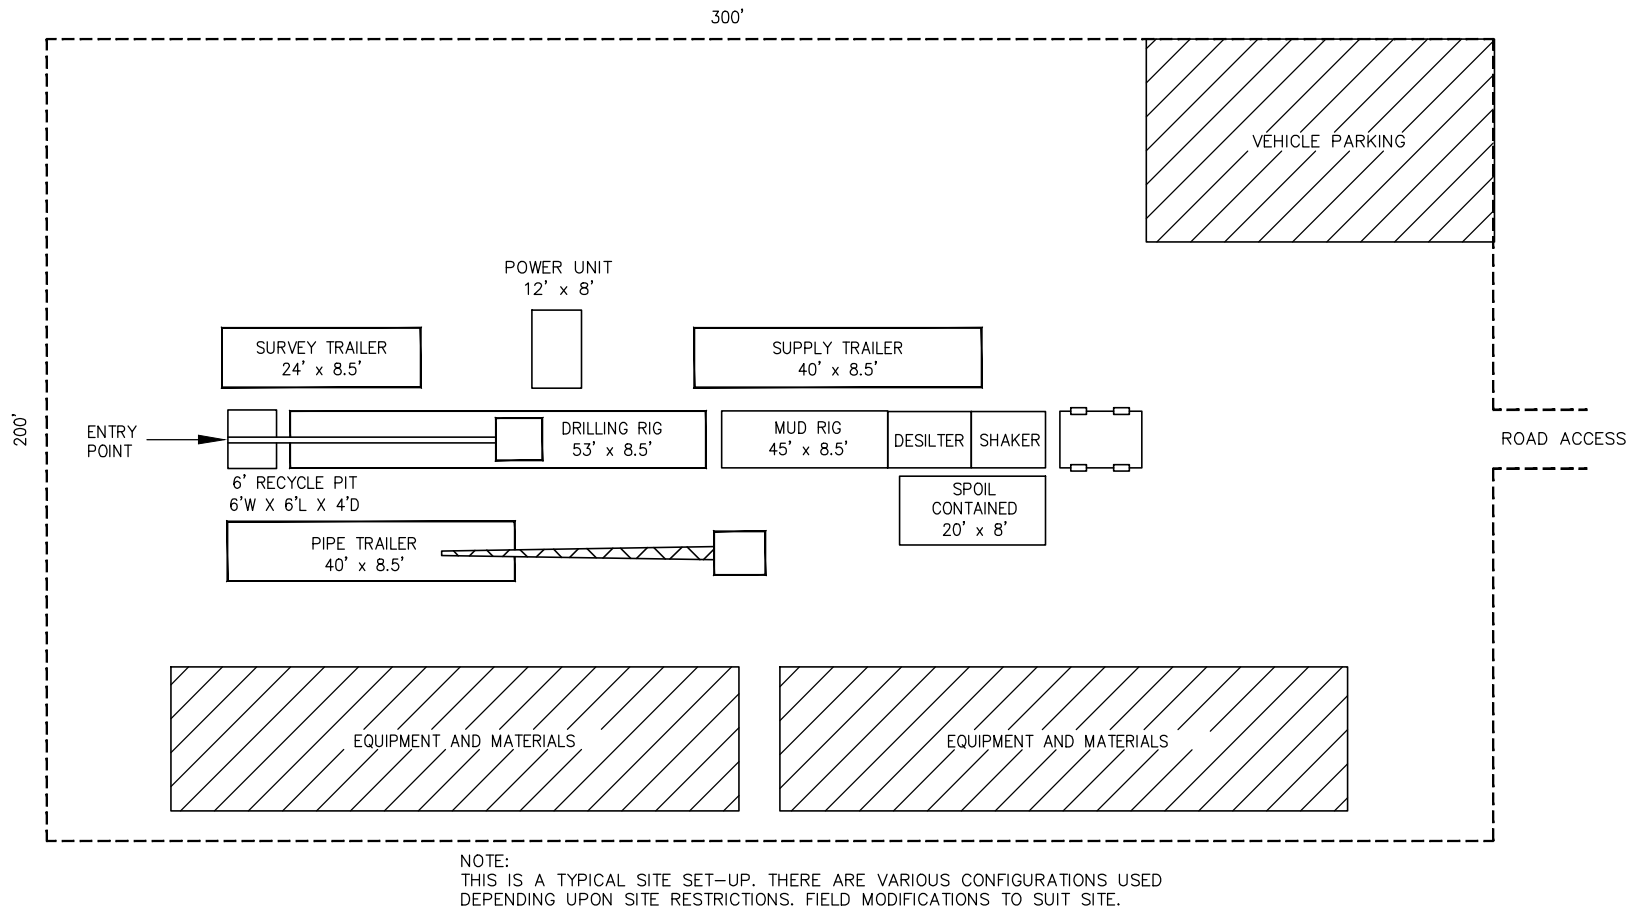 300'
VEHICLE PARKING
POWER UNIT
12' x 8'
SURVEY TRAILER
24' x 8.5'
SUPPLY TRAILER
40' x 8.5'
200'
ENTRY
POINT
DRILLING RIG
53' x 8.5'
MUD RIG
45' x 8.5'
DESILTER
SHAKER
ROAD ACCESS
6' RECYCLE PIT
6'W X 6'L X 4'D
SPOIL
CONTAINED
20' x 8'
PIPE TRAILER
40' x 8.5'
EQUIPMENT AND MATERIALS
EQUIPMENT AND MATERIALS
NOTE:
THIS IS A TYPICAL SITE SET-UP. THERE ARE VARIOUS CONFIGURATIONS USED
DEPENDING UPON SITE RESTRICTIONS. FIELD MODIFICATIONS TO SUIT SITE.